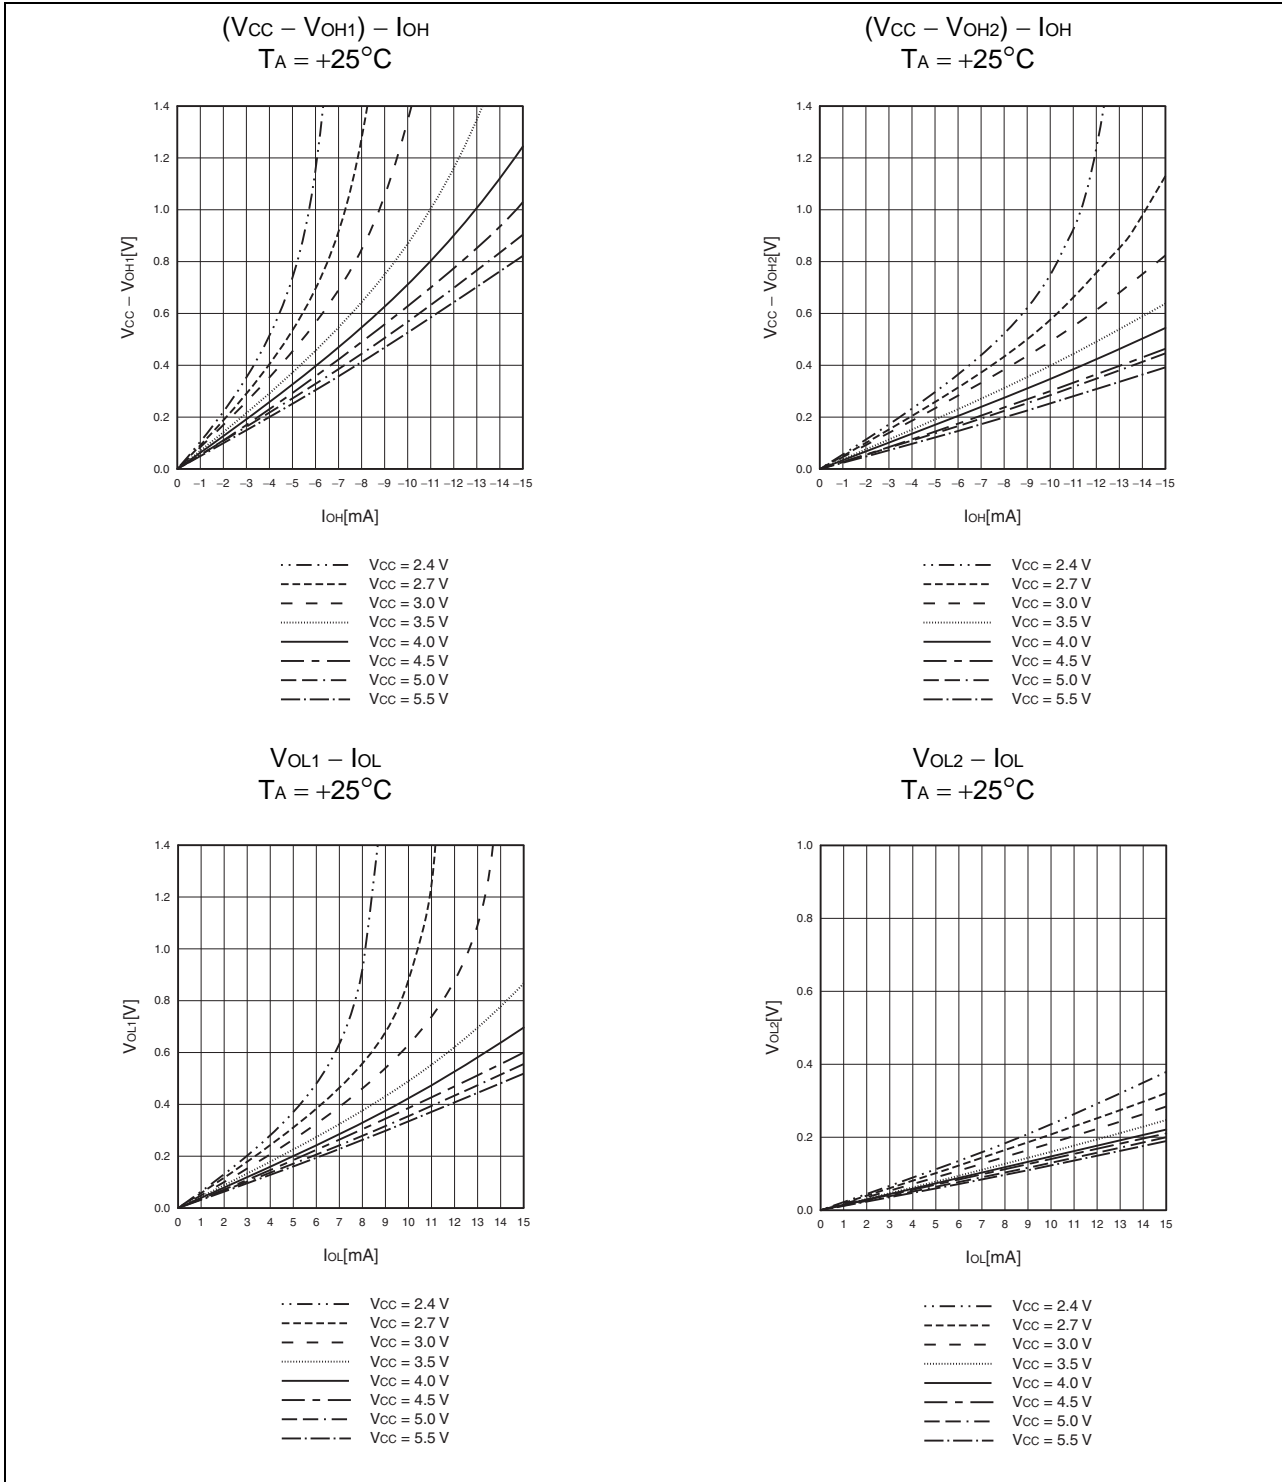 (VCC – VOH1) – IOH
TA = +25°C
1.4
1.2
1.0
0.8
0.6
0.4
0.2
0.0
VCC – VOH1[V]
0 –1 –2 –3 –4 –5 –6 –7 –8 –9 –10 –11 –12 –13 –14 –15
IOH[mA]
VCC = 2.4 V
VCC = 2.7 V
VCC = 3.0 V
VCC = 3.5 V
VCC = 4.0 V
VCC = 4.5 V
VCC = 5.0 V
VCC = 5.5 V
(VCC – VOH2) – IOH
TA = +25°C
1.4
1.2
1.0
0.8
0.6
0.4
0.2
0.0
VCC – VOH2[V]
0 –1 –2 –3 –4 –5 –6 –7 –8 –9 –10 –11 –12 –13 –14 –15
IOH[mA]
VCC = 2.4 V
VCC = 2.7 V
VCC = 3.0 V
VCC = 3.5 V
VCC = 4.0 V
VCC = 4.5 V
VCC = 5.0 V
VCC = 5.5 V
VOL1 – IOL
TA = +25°C
1.4
1.2
1.0
0.8
0.6
0.4
0.2
0.0
VOL1[V]
0 1 2 3 4 5 6 7 8 9 10 11 12 13 14 15
IOL[mA]
VCC = 2.4 V
VCC = 2.7 V
VCC = 3.0 V
VCC = 3.5 V
VCC = 4.0 V
VCC = 4.5 V
VCC = 5.0 V
VCC = 5.5 V
VOL2 – IOL
TA = +25°C
1.0
0.8
0.6
0.4
0.2
0.0
VOL2[V]
0 1 2 3 4 5 6 7 8 9 10 11 12 13 14 15
IOL[mA]
VCC = 2.4 V
VCC = 2.7 V
VCC = 3.0 V
VCC = 3.5 V
VCC = 4.0 V
VCC = 4.5 V
VCC = 5.0 V
VCC = 5.5 V